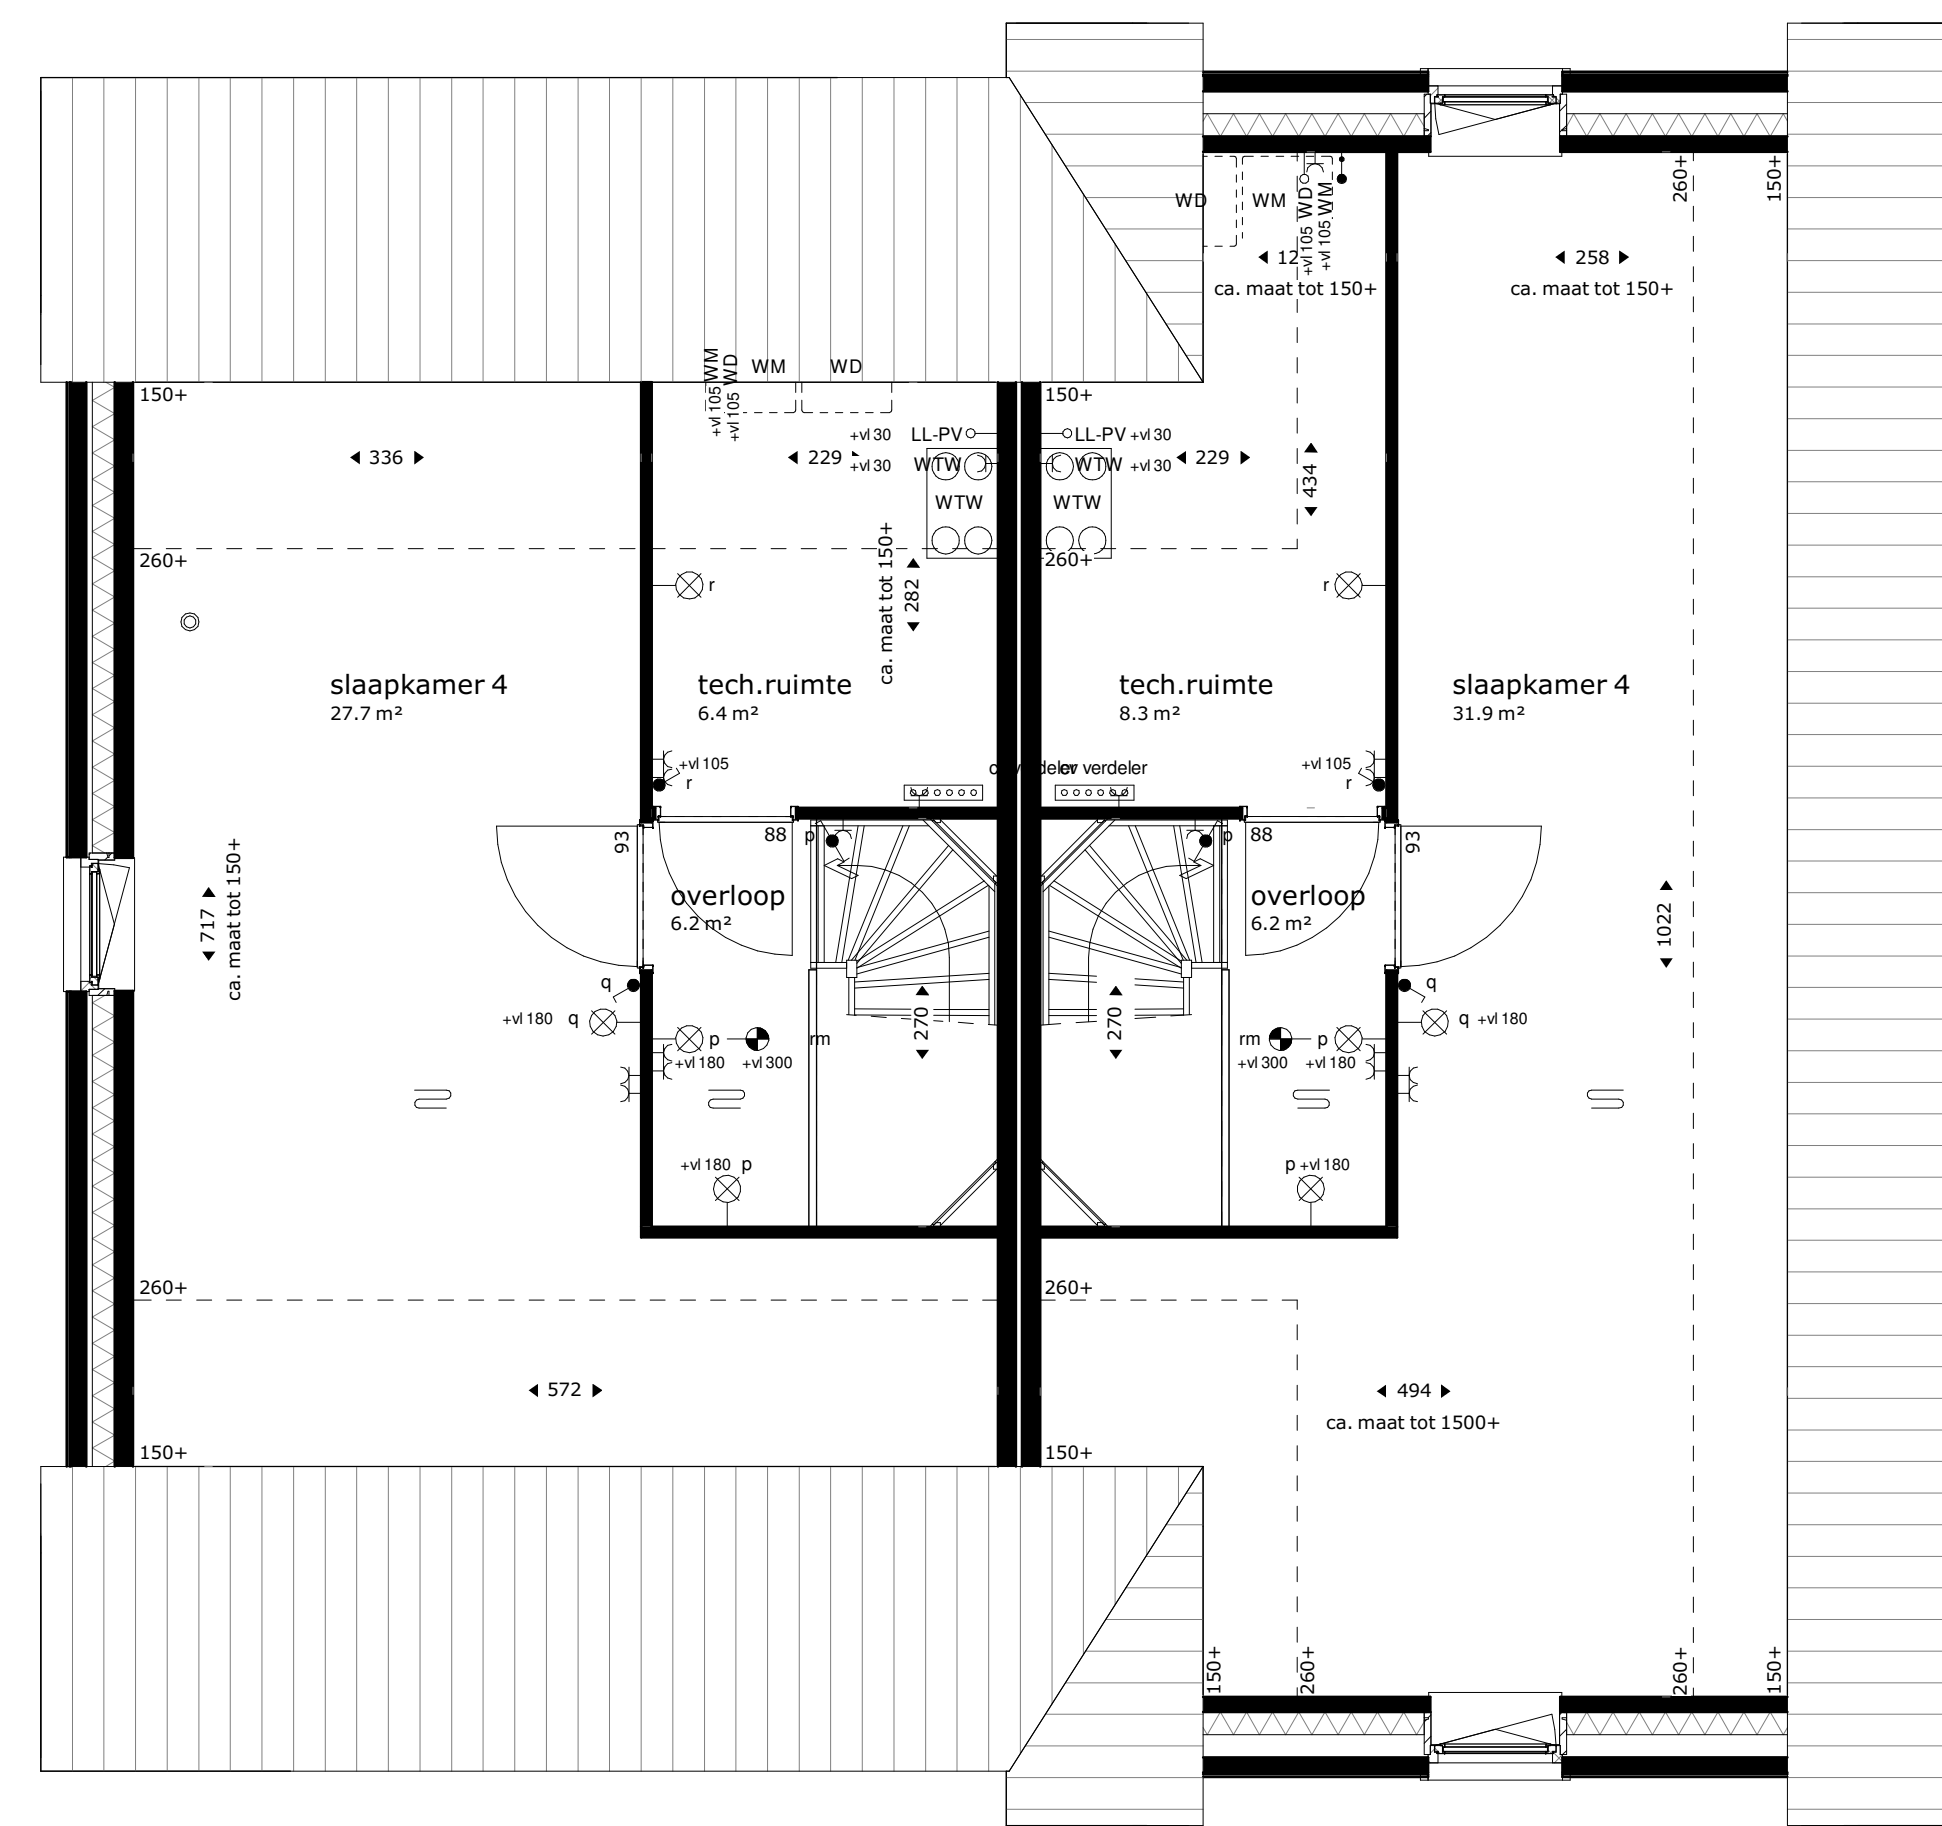 WD
WM
+vl 105 WD
+vl 105 WM
260+
150+
12
ca. maat tot 150+
258
ca. maat tot 150+
+vl 105 WM
+vl 105 WD
WM
WD
150+
336
229
+vl 30
LL-PV
+vl 30
WTW
WTW
150+
LL-PV +vl 30
WTW +vl 30
WTW
229
434
260+
260+
r
ca. maat tot 150+
282
r
slaapkamer 4
27.7 m²
tech.ruimte
6.4 m²
tech.ruimte
8.3 m²
slaapkamer 4
31.9 m²
+vl 105
r
cv verdeler
+vl 105
r
93
88
p
p
88
93
717
ca. maat tot 150+
overloop
6.2 m²
overloop
6.2 m²
1022
q
+vl 180 q
p
+vl 180
rm
+vl 300
270
270
rm
+vl 300
p
+vl 180
q
q +vl 180
+vl 180 p
p +vl 180
260+
260+
572
494
ca. maat tot 1500+
150+
150+
150+
260+
260+
150+